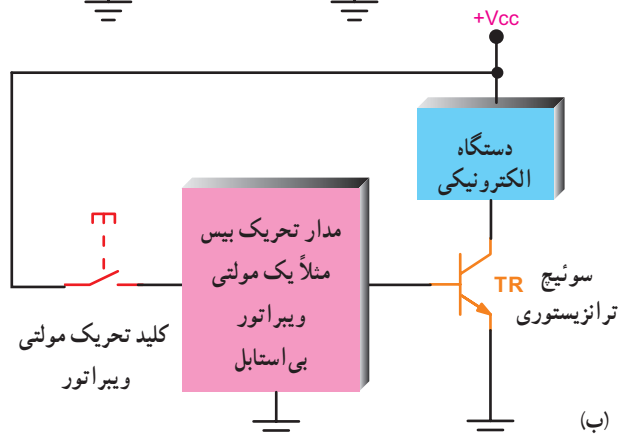 +Vcc
دستگاه
الکترونیکی
مدار تحریک بیس
مثلاً یک مولتی
ویبراتور
بی‌استابل
TR
سوئیچ
ترانزیستوری
کلید تحریک مولتی
ویبراتور
(ب)